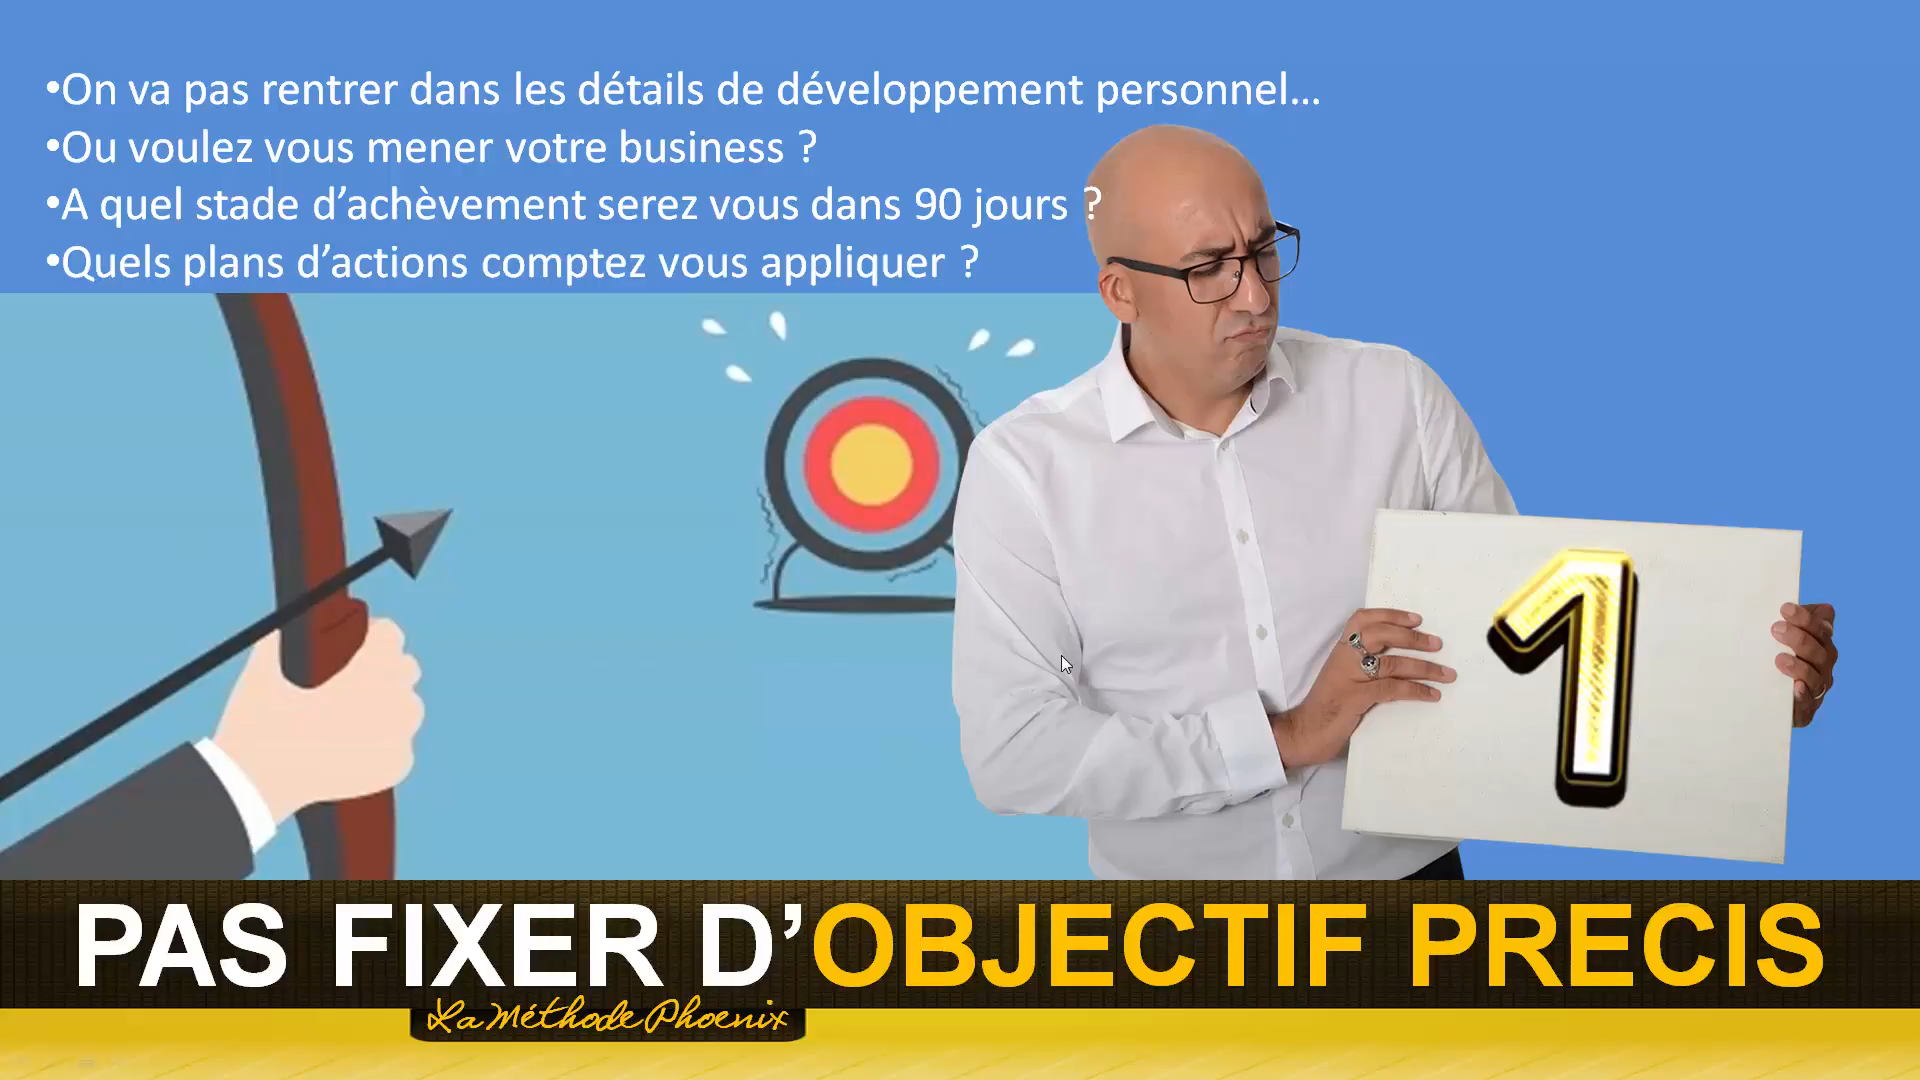 •On va pas rentrer dans les détails de développement personnel…
•Ou voulez vous mener votre business ?
•A quel stade d’achèvement serez vous dans 90 jours ?
•Quels plans d’actions comptez vous appliquer ?
1
PAS FIXER D’OBJECTIF PRECIS
La Méthode Phoenix